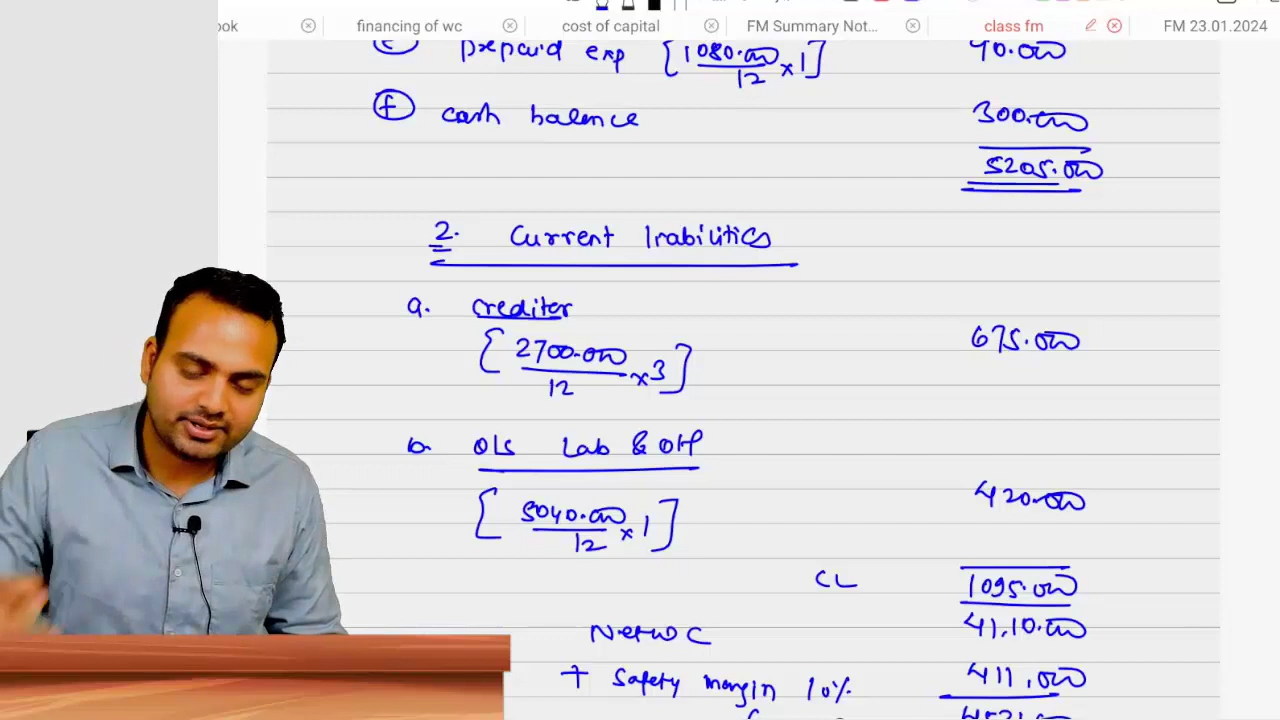 ook financing of wc cost of capital FM Summary Not... class fm FM 23.01.2024
prepaid exp [1080.000/12 × 1] 90.000
f cash balance 300.000
5205.000
2. Current liabilities
a. crediter
[2700.000/12 × 3] 675.000
b. O/s Lab & OH
[5040.000/12 × 1] 420.000
CL 1095.000
Net W C 41,10.000
+ Safety margin 10% 411,000